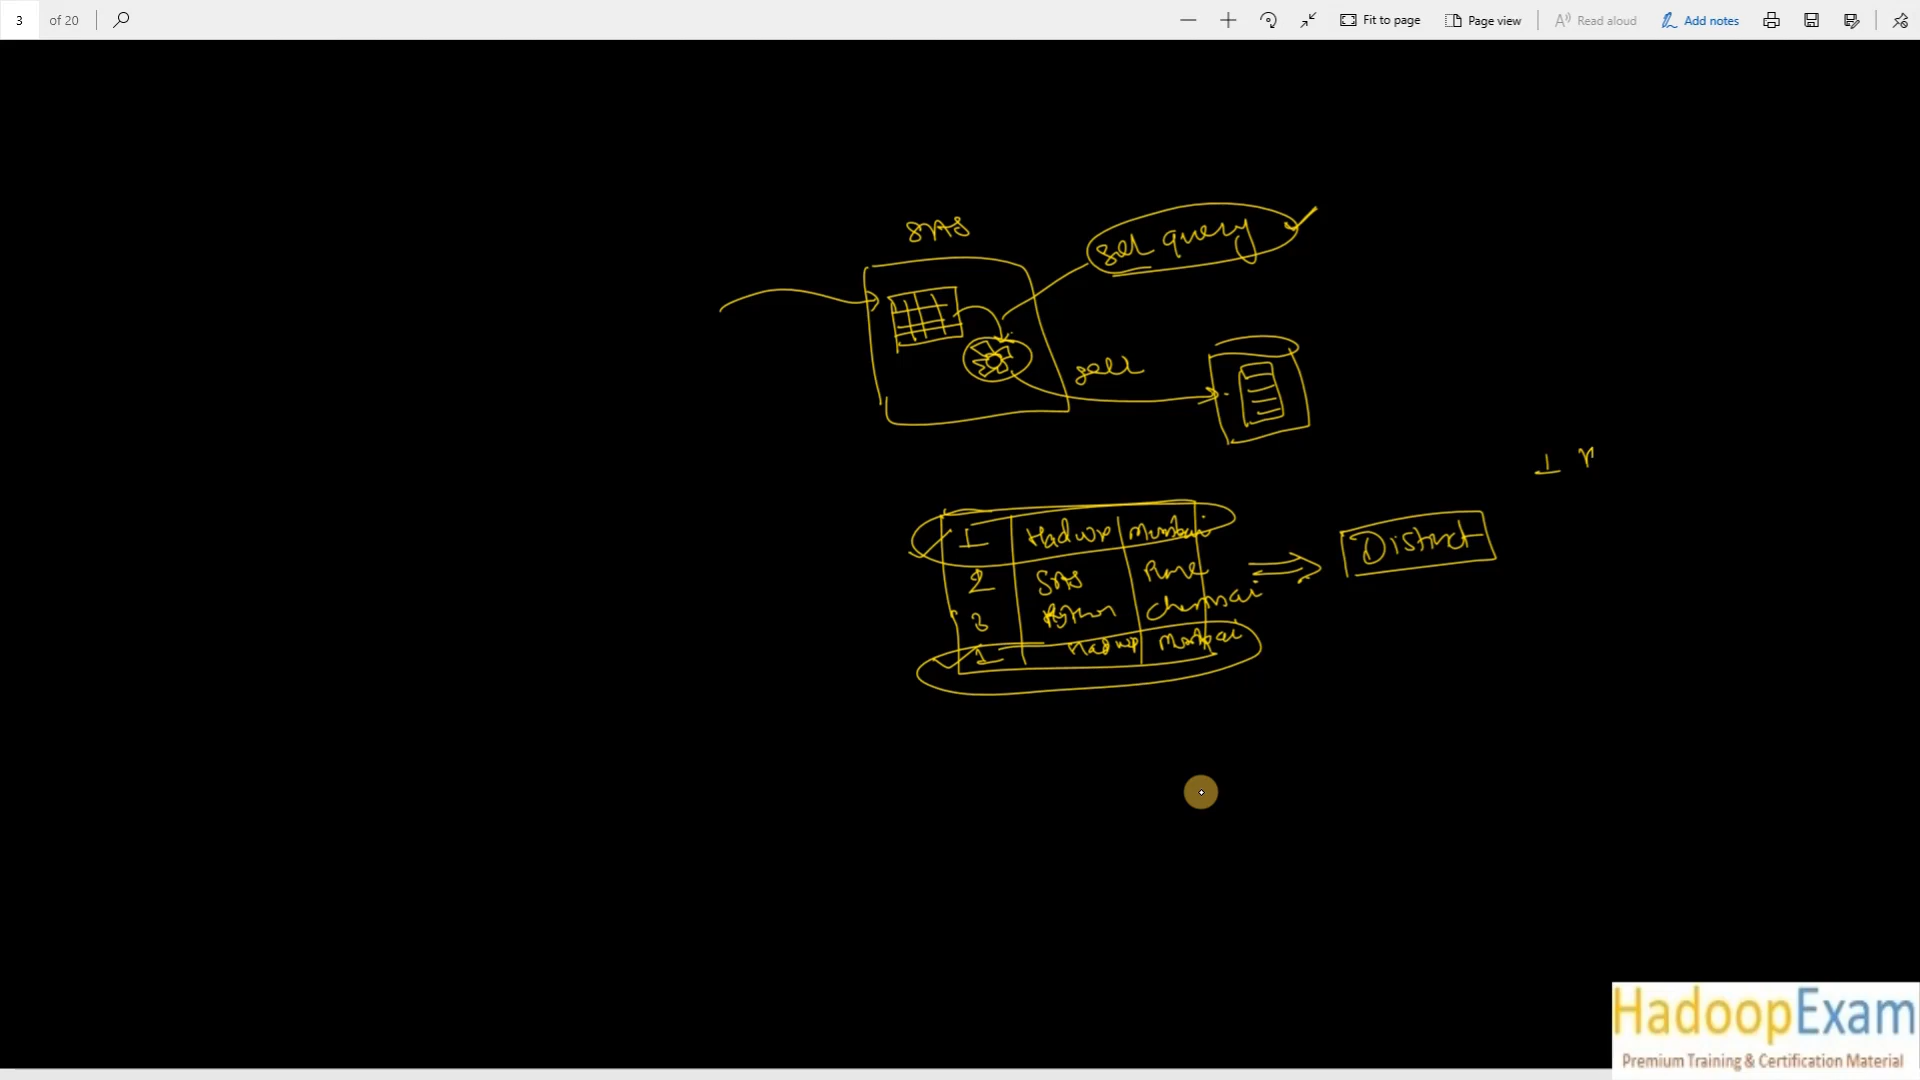 3 of 20 Fit to page Page view Read aloud Add notes
SAS
sql query
1 Hadoop Mumbai
2 SAS Pune
3 Python Chennai
1 Hadoop Mumbai
Distinct
1
HadoopExam
Premium Training & Certification Material